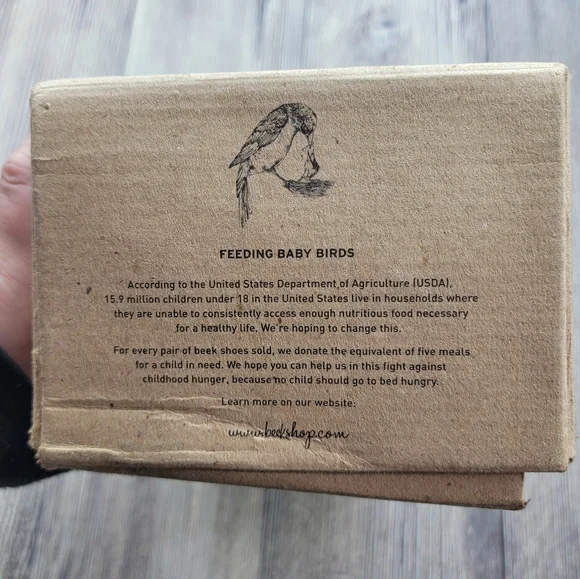 FEEDING BABY BIRDS
According to the United States Department of Agriculture (USDA),
15.9 million children under 18 in the United States live in households where
they are unable to consistently access enough nutritious food necessary
for a healthy life. We're hoping to change this.
For every pair of beek shoes sold, we donate the equivalent of five meals
for a child in need. We hope you can help us in this fight against
childhood hunger, because no child should go to bed hungry.
Learn more on our website:
www.beekshop.com